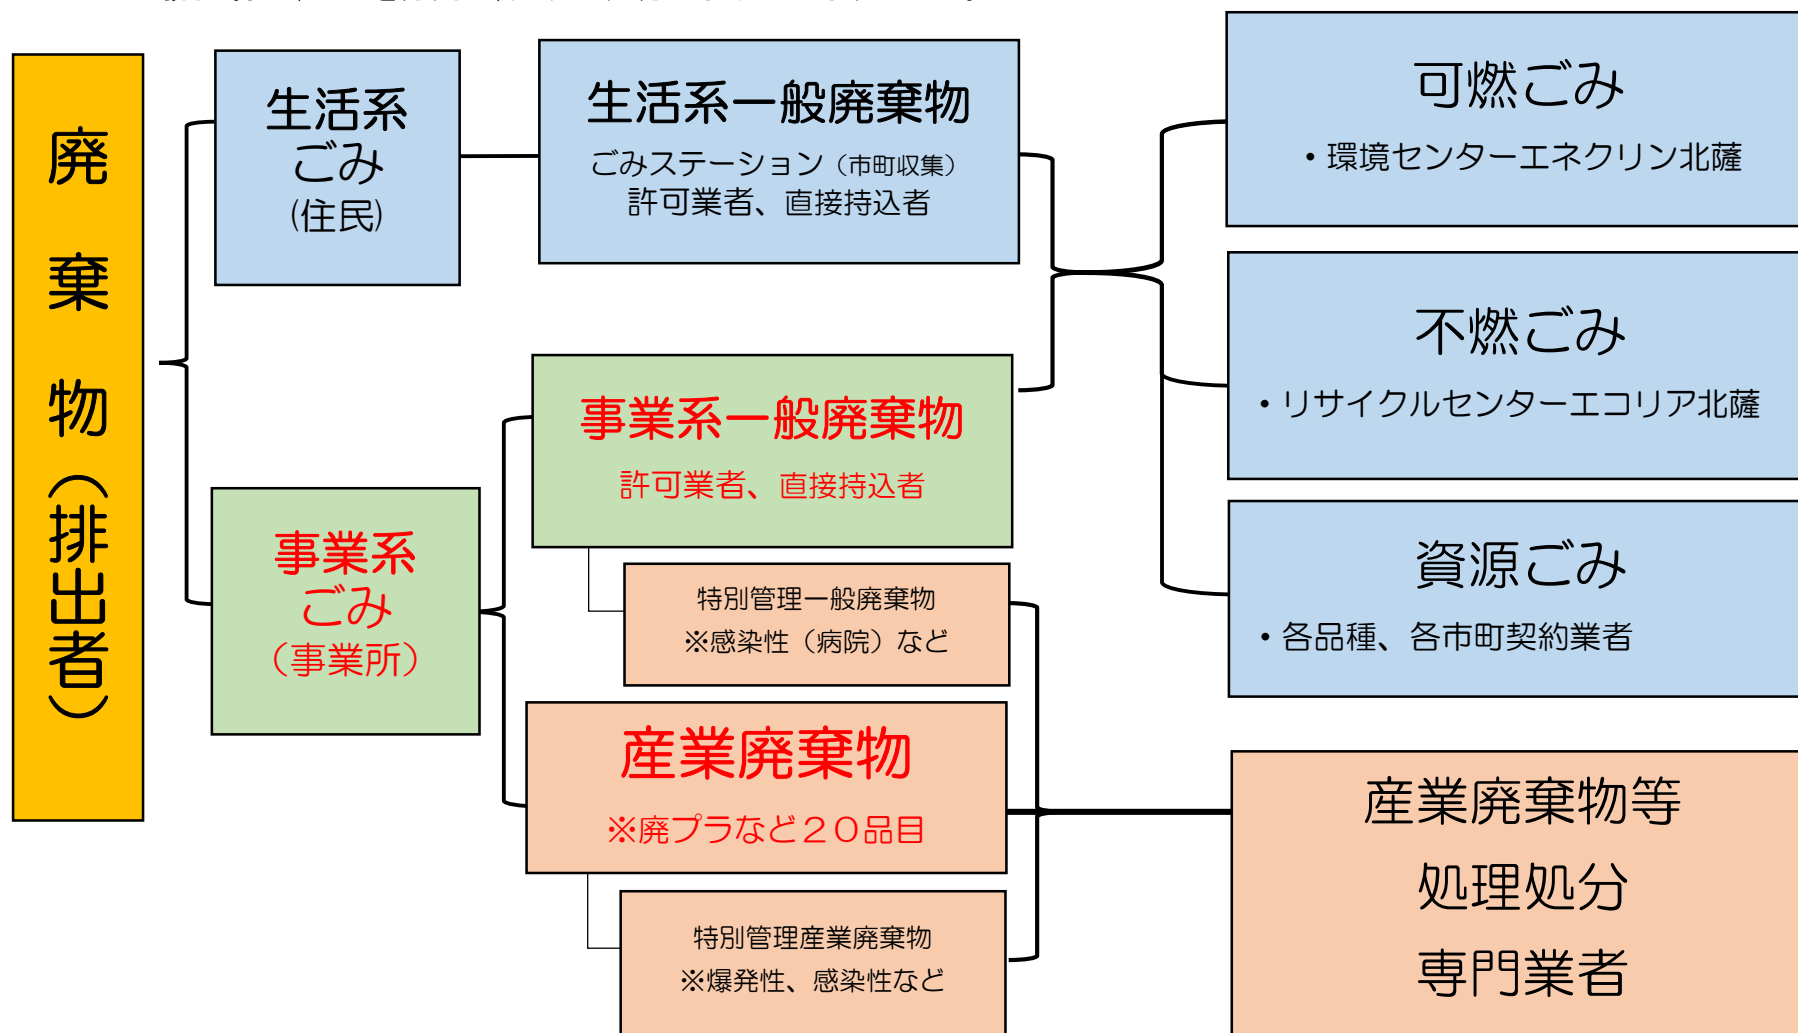 廃棄物（排出者）
生活系
ごみ
(住民)
生活系一般廃棄物
ごみステーション（市町収集）
許可業者、直接持込者
事業系
ごみ
（事業所）
事業系一般廃棄物
許可業者、直接持込者
特別管理一般廃棄物
※感染性（病院）など
産業廃棄物
※廃プラなど２０品目
特別管理産業廃棄物
※爆発性、感染性など
可燃ごみ
・環境センターエネクリン北薩
不燃ごみ
・リサイクルセンターエコリア北薩
資源ごみ
・各品種、各市町契約業者
産業廃棄物等
処理処分
専門業者